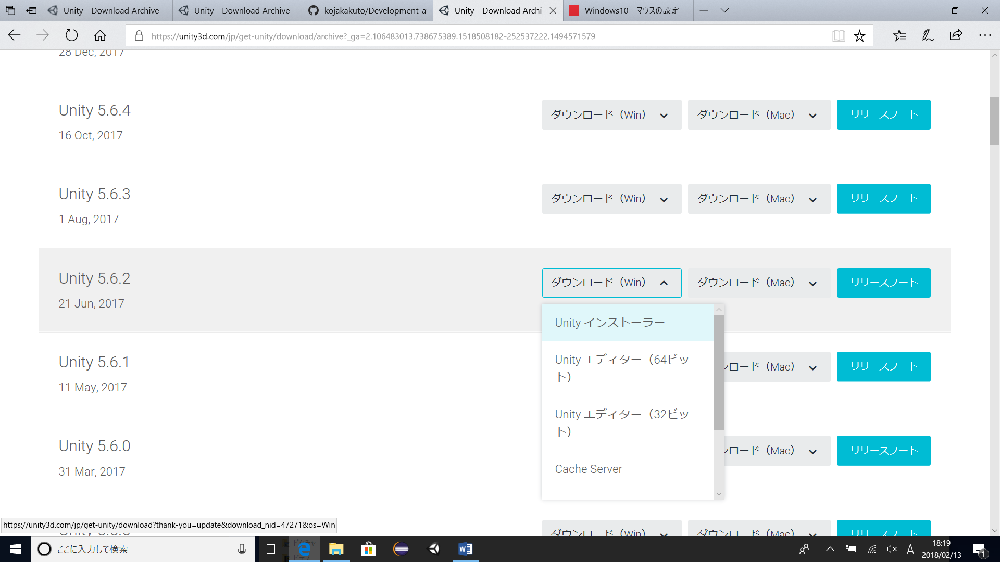 Unity - Download Archive
Unity - Download Archive
kojakakuto/Development-a
Unity - Download Archi
Windows10 - マウスの設定 -
https://unity3d.com/jp/get-unity/download/archive?_ga=2.106483013.738675389.1518508182-252537222.1494571579
28 Dec, 2017
Unity 5.6.4
ダウンロード（Win）
ダウンロード（Mac）
リリースノート
16 Oct, 2017
Unity 5.6.3
ダウンロード（Win）
ダウンロード（Mac）
リリースノート
1 Aug, 2017
Unity 5.6.2
ダウンロード（Win）
ダウンロード（Mac）
リリースノート
21 Jun, 2017
Unity インストーラー
Unity エディター（64ビッ
ト）
Unity エディター（32ビッ
ト）
Cache Server
Unity 5.6.1
ンロード（Mac）
リリースノート
11 May, 2017
Unity 5.6.0
ンロード（Mac）
リリースノート
31 Mar, 2017
ダウンロード（Win）
ダウンロード（Mac）
リリースノート
https://unity3d.com/jp/get-unity/download?thank-you=update&download_nid=47271&os=Win
ここに入力して検索
A
18:19
2018/02/13
1